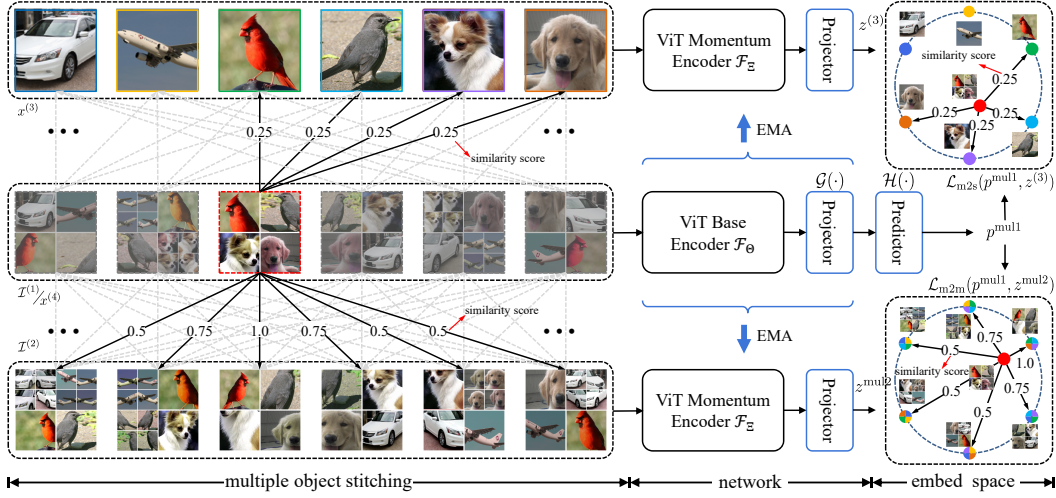 x^{(3)}
0.25 0.25 0.25 0.25
similarity score
I^{(1)}/x^{(4)}
0.5 0.75 1.0 0.75 0.5 0.5
similarity score
I^{(2)}
ViT Momentum
Encoder F_Ξ
Projector
z^{(3)}
EMA
G(·)
H(·)
ViT Base
Encoder F_Θ
Projector
Predictor
p^{mul1}
EMA
ViT Momentum
Encoder F_Ξ
Projector
z^{mul2}
similarity score
0.25
0.25
0.25
0.25
L_{m2s}(p^{mul1}, z^{(3)})
L_{m2m}(p^{mul1}, z^{mul2})
0.75
0.5
1.0
similarity score
0.75
0.5
0.5
multiple object stitching
network
embed space